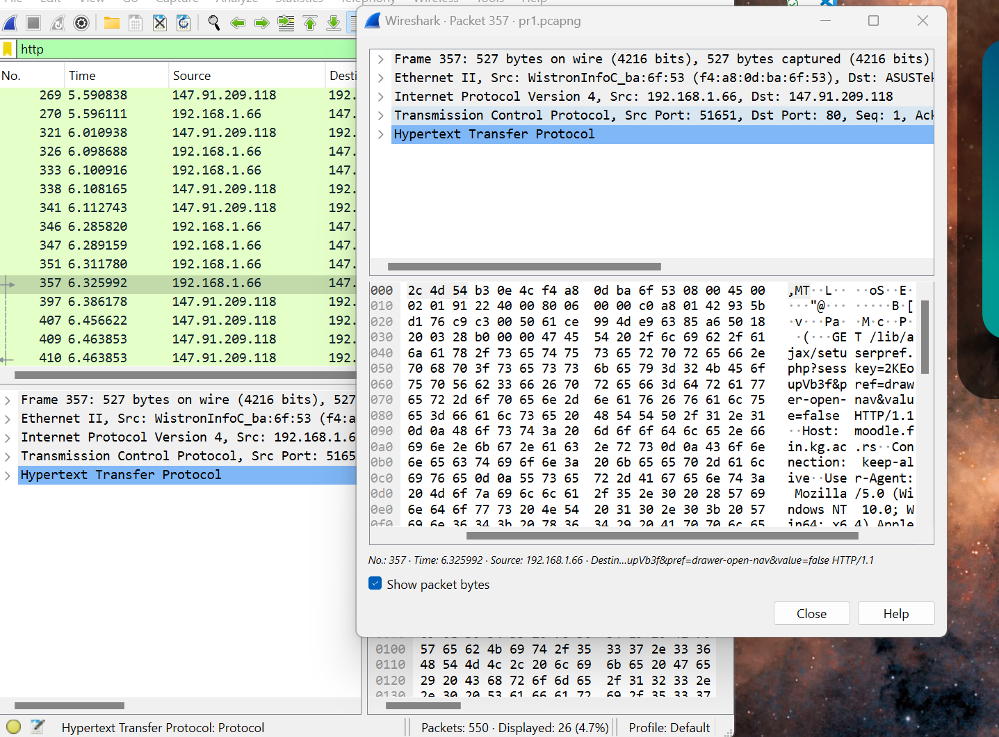 File Edit View Go Capture Analyze Statistics Telephony Wireless Tools Help
http
No. Time Source Desti
269 5.590838 147.91.209.118 192.
270 5.596111 192.168.1.66 147.
321 6.010938 147.91.209.118 192.
326 6.098688 192.168.1.66 147.
333 6.100916 192.168.1.66 147.
338 6.108165 147.91.209.118 192.
341 6.112743 147.91.209.118 192.
346 6.285820 192.168.1.66 147.
347 6.289159 192.168.1.66 147.
351 6.311780 192.168.1.66 147.
357 6.325992 192.168.1.66 147.
397 6.386178 147.91.209.118 192.
407 6.456622 147.91.209.118 192.
409 6.463853 147.91.209.118 192.
410 6.463853 147.91.209.118 192.
Frame 357: 527 bytes on wire (4216 bits), 527
Ethernet II, Src: WistronInfoC_ba:6f:53 (f4:a
Internet Protocol Version 4, Src: 192.168.1.6
Transmission Control Protocol, Src Port: 5165
Hypertext Transfer Protocol
Wireshark · Packet 357 · pr1.pcapng
Frame 357: 527 bytes on wire (4216 bits), 527 bytes captured (4216 bits)
Ethernet II, Src: WistronInfoC_ba:6f:53 (f4:a8:0d:ba:6f:53), Dst: ASUSTek
Internet Protocol Version 4, Src: 192.168.1.66, Dst: 147.91.209.118
Transmission Control Protocol, Src Port: 51651, Dst Port: 80, Seq: 1, Ack
Hypertext Transfer Protocol
000 2c 4d 54 b3 0e 4c f4 a8 0d ba 6f 53 08 00 45 00 ,MT··L·· ··oS··E·
010 02 01 91 22 40 00 80 06 00 00 c0 a8 01 42 93 5b ···"@··· ·····B·[
020 d1 76 c9 c3 00 50 61 ce 99 4d e9 63 85 a6 50 18 ·v···Pa· ·M·c··P·
030 20 03 28 b0 00 00 47 45 54 20 2f 6c 69 62 2f 61 ·(···GE T /lib/a
040 6a 61 78 2f 73 65 74 75 73 65 72 70 72 65 66 2e jax/setu serpref.
050 70 68 70 3f 73 65 73 73 6b 65 79 3d 32 4b 45 6f php?sess key=2KEo
060 75 70 56 62 33 66 26 70 72 65 66 3d 64 72 61 77 upVb3f&p ref=draw
070 65 72 2d 6f 70 65 6e 2d 6e 61 76 26 76 61 6c 75 er-open- nav&valu
080 65 3d 66 61 6c 73 65 20 48 54 54 50 2f 31 2e 31 e=false HTTP/1.1
090 0d 0a 48 6f 73 74 3a 20 6d 6f 6f 64 6c 65 2e 66 ··Host: moodle.f
0a0 69 6e 2e 6b 67 2e 61 63 2e 72 73 0d 0a 43 6f 6e in.kg.ac .rs··Con
0b0 6e 65 63 74 69 6f 6e 3a 20 6b 65 65 70 2d 61 6c nection: keep-al
0c0 69 76 65 0d 0a 55 73 65 72 2d 41 67 65 6e 74 3a ive··Use r-Agent:
0d0 20 4d 6f 7a 69 6c 6c 61 2f 35 2e 30 20 28 57 69 Mozilla /5.0 (Wi
0e0 6e 64 6f 77 73 20 4e 54 20 31 30 2e 30 3b 20 57 ndows NT 10.0; W
0f0 69 6e 36 34 3b 20 78 36 34 29 20 41 70 70 6c 65 in64; x6 4) Apple
No.: 357 · Time: 6.325992 · Source: 192.168.1.66 · Destin...upVb3f&pref=drawer-open-nav&value=false HTTP/1.1
Show packet bytes
Close Help
0100 57 65 62 4b 69 74 2f 35 33 37 2e 33 36
0110 48 54 4d 4c 2c 20 6c 69 6b 65 20 47 65
0120 29 20 43 68 72 6f 6d 65 2f 31 32 33 2e
0130 2e 30 20 53 61 66 61 72 69 2f 35 33 37
Hypertext Transfer Protocol: Protocol
Packets: 550 · Displayed: 26 (4.7%)
Profile: Default